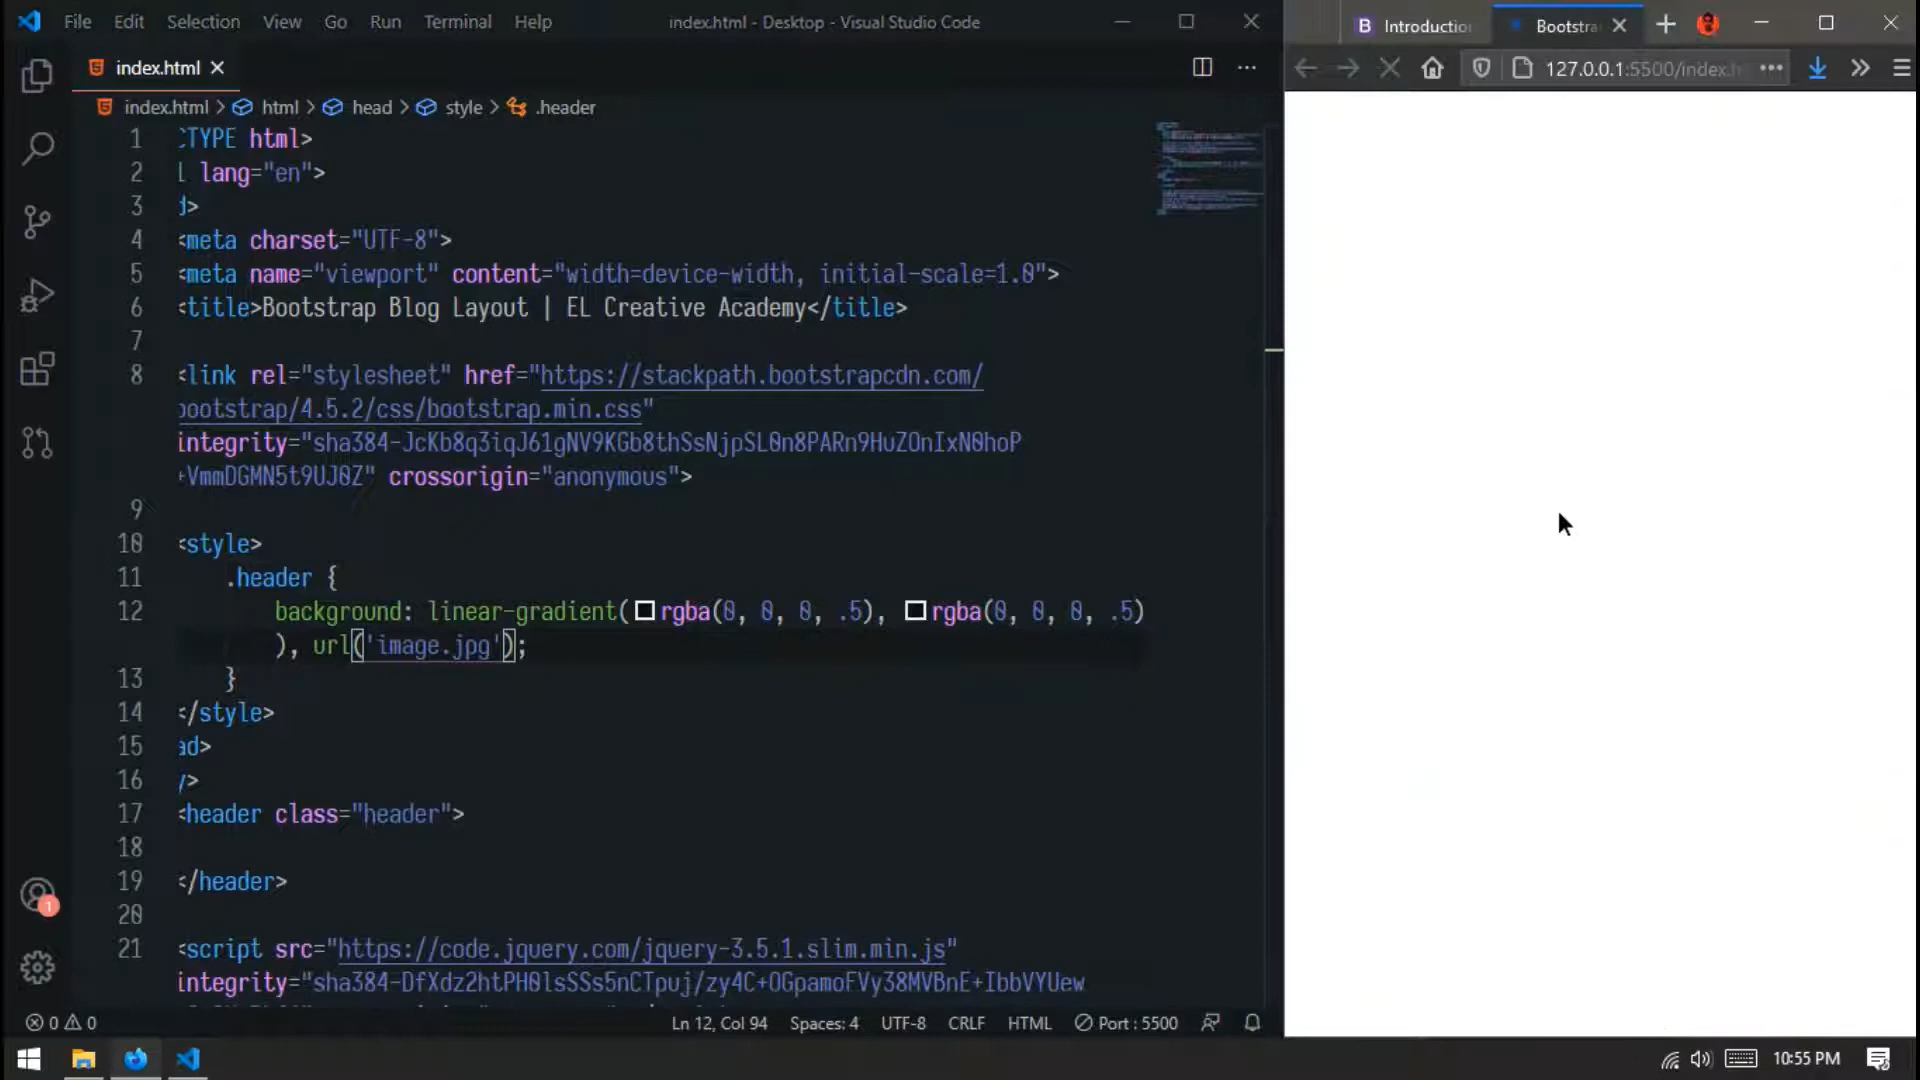 File Edit Selection View Go Run Terminal Help
index.html - Desktop - Visual Studio Code
Introduction
Bootstra
index.html
127.0.0.1:5500/index.h
index.html > html > head > style > .header
1 CTYPE html>
2 l lang="en">
3 d>
4 <meta charset="UTF-8">
5 <meta name="viewport" content="width=device-width, initial-scale=1.0">
6 <title>Bootstrap Blog Layout | EL Creative Academy</title>
7
8 <link rel="stylesheet" href="https://stackpath.bootstrapcdn.com/
bootstrap/4.5.2/css/bootstrap.min.css"
integrity="sha384-JcKb8q3iqJ61gNV9KGb8thSsNjpSL0n8PARn9HuZOnIxN0hoP
+VmmDGMN5t9UJ0Z" crossorigin="anonymous">
9
10 <style>
11 .header {
12 background: linear-gradient(rgba(0, 0, 0, .5), rgba(0, 0, 0, .5)
), url('image.jpg');
13 }
14 </style>
15 ad>
16 y>
17 <header class="header">
18
19 </header>
20
21 <script src="https://code.jquery.com/jquery-3.5.1.slim.min.js"
integrity="sha384-DfXdz2htPH0lsSSs5nCTpuj/zy4C+OGpamoFVy38MVBnE+IbbVYUew
1
0 0
Ln 12, Col 94 Spaces: 4 UTF-8 CRLF HTML Port : 5500
10:55 PM